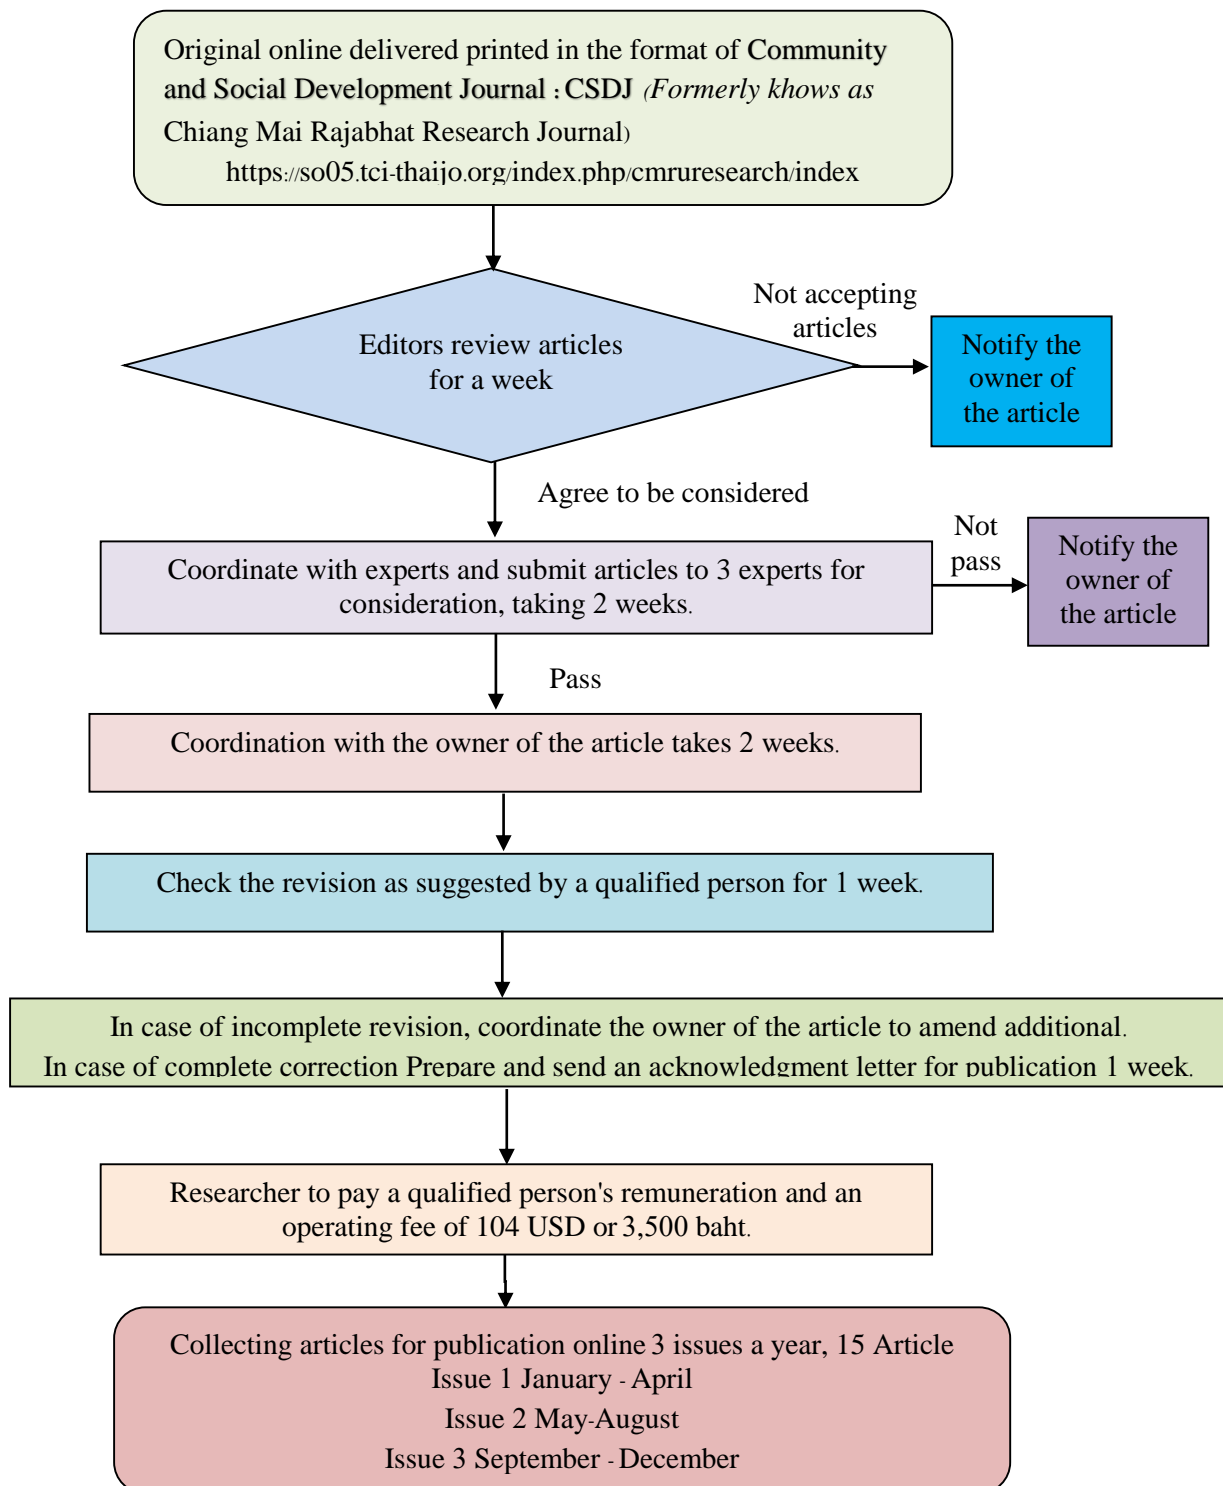 Original online delivered printed in the format of Community
and Social Development Journal : CSDJ (Formerly khows as
Chiang Mai Rajabhat Research Journal)
https://so05.tci-thaijo.org/index.php/cmruresearch/index
Not accepting
articles
Editors review articles
for a week
Notify the
owner of
the article
Agree to be considered
Not
pass
Coordinate with experts and submit articles to 3 experts for
consideration, taking 2 weeks.
Notify the
owner of
the article
Pass
Coordination with the owner of the article takes 2 weeks.
Check the revision as suggested by a qualified person for 1 week.
In case of incomplete revision, coordinate the owner of the article to amend additional.
In case of complete correction Prepare and send an acknowledgment letter for publication 1 week.
Researcher to pay a qualified person's remuneration and an
operating fee of 104 USD or 3,500 baht.
Collecting articles for publication online 3 issues a year, 15 Article
Issue 1 January - April
Issue 2 May-August
Issue 3 September - December